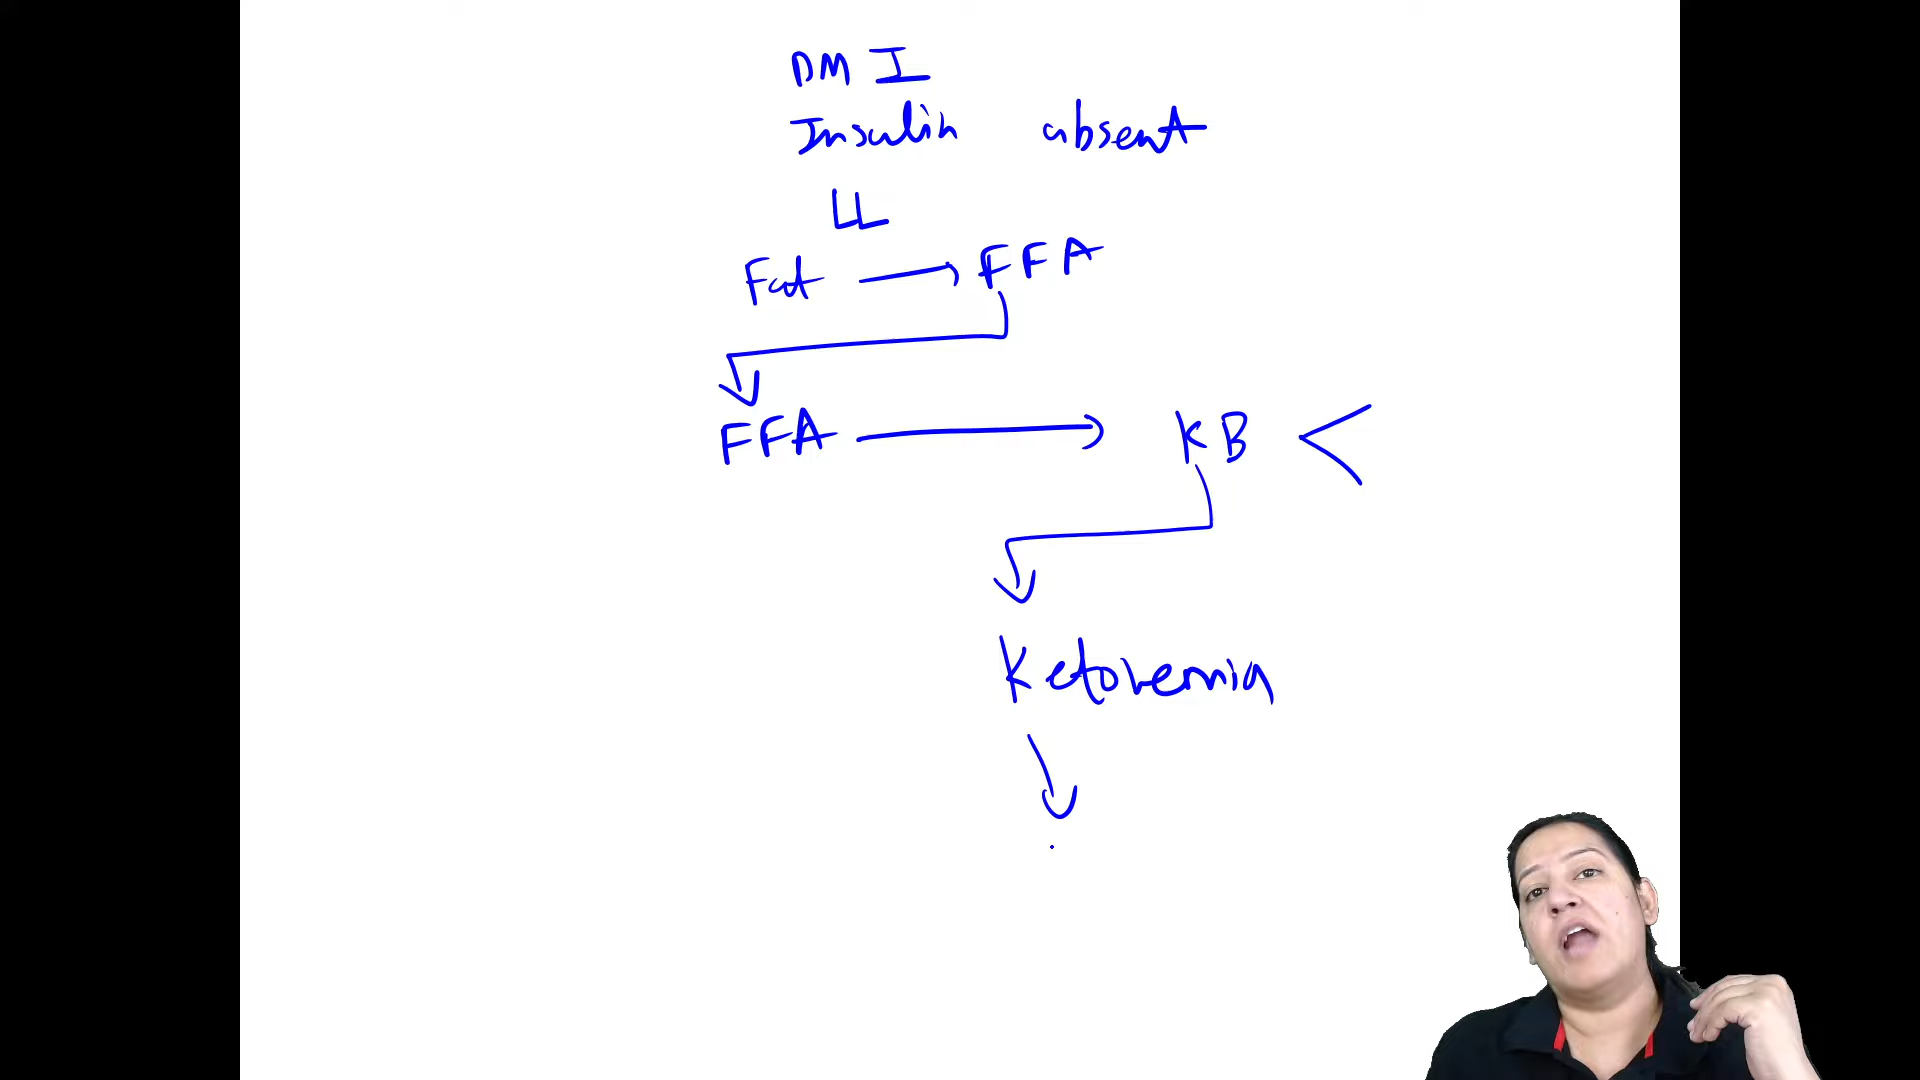 DM I
Insulin absent
LL
Fat → FFA
FFA → KB <
Ketonemia